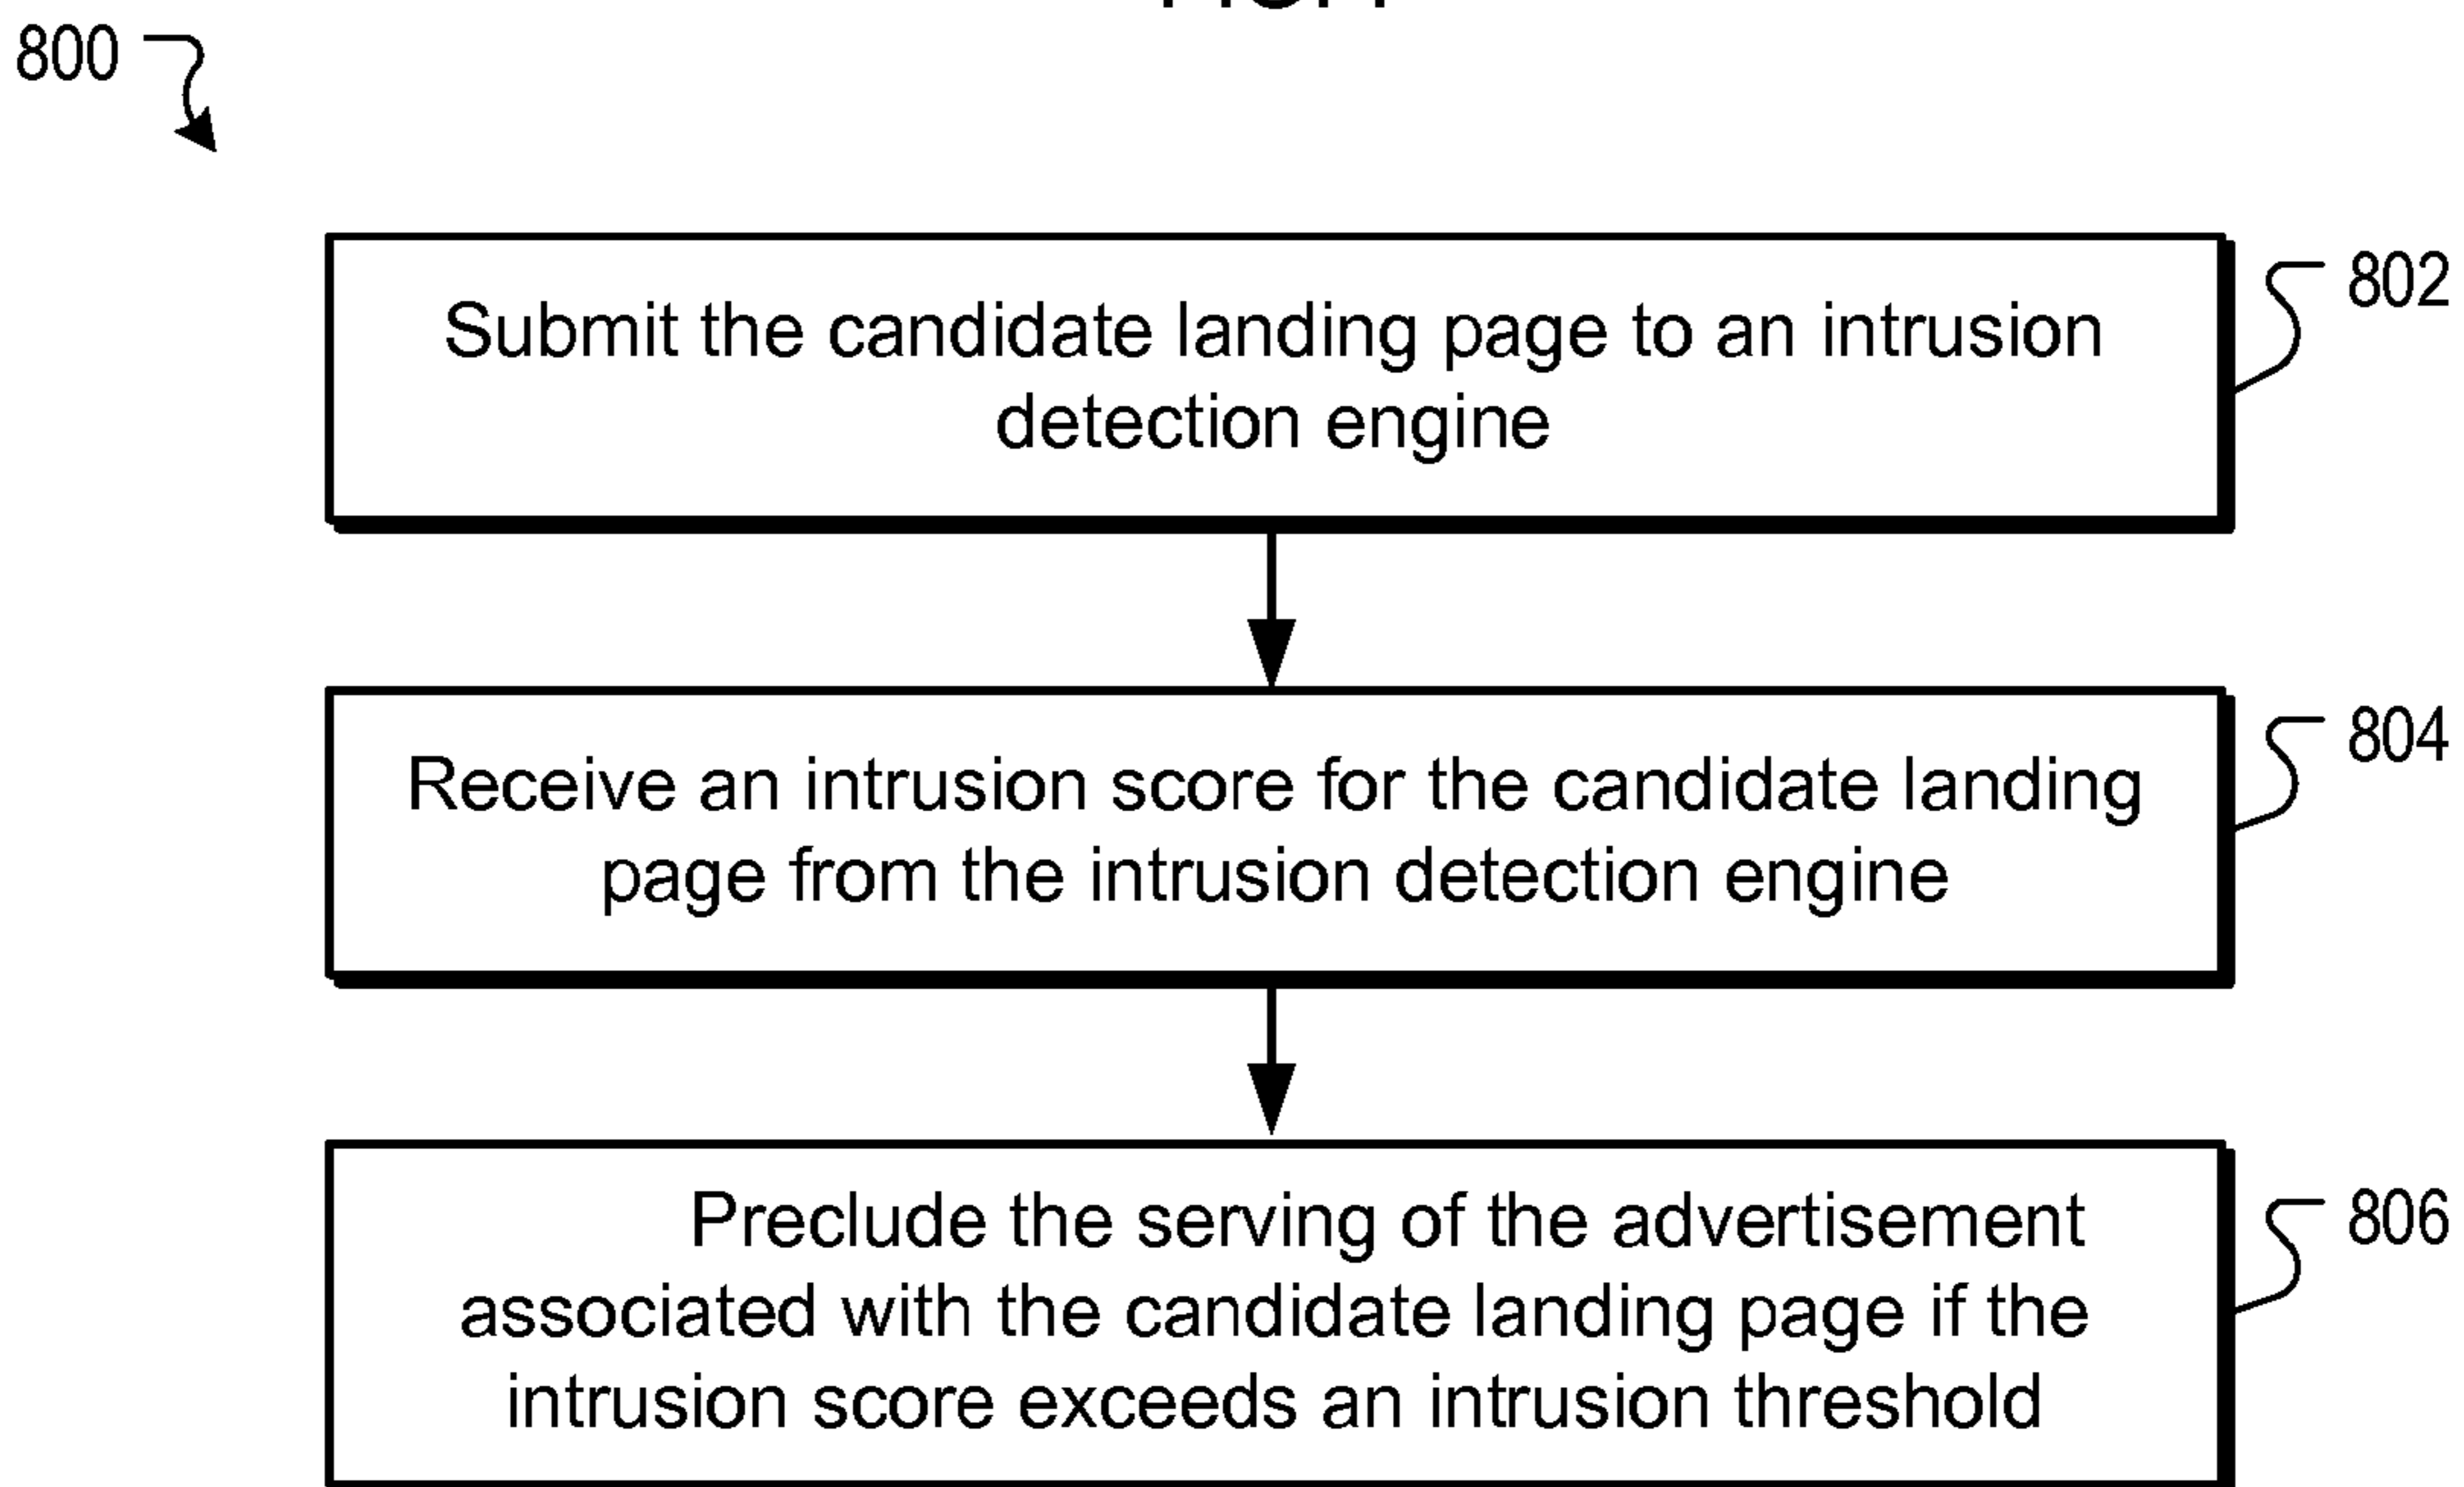 800
802
Submit the candidate landing page to an intrusion
detection engine
804
Receive an intrusion score for the candidate landing
page from the intrusion detection engine
806
Preclude the serving of the advertisement
associated with the candidate landing page if the
intrusion score exceeds an intrusion threshold